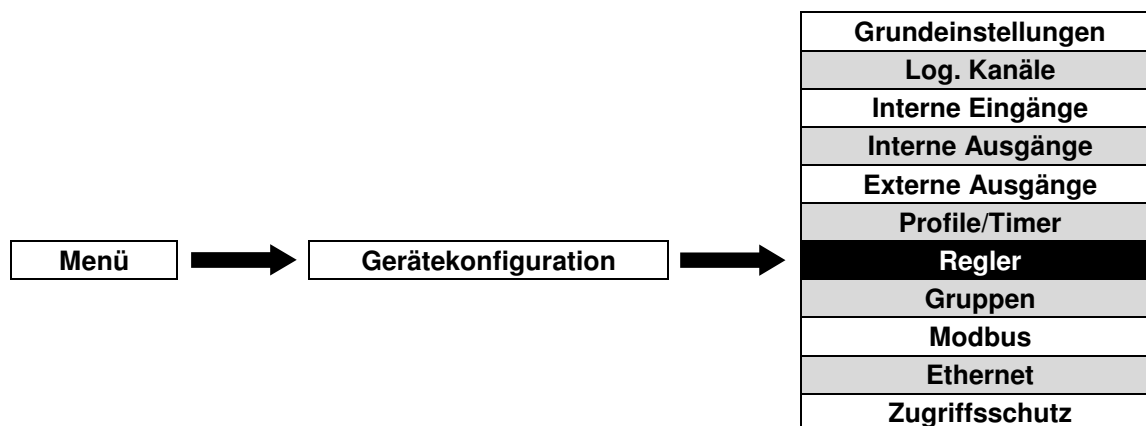 Grundeinstellungen
Log. Kanäle
Interne Eingänge
Interne Ausgänge
Externe Ausgänge
Profile/Timer
Menü
Gerätekonfiguration
Regler
Gruppen
Modbus
Ethernet
Zugriffsschutz